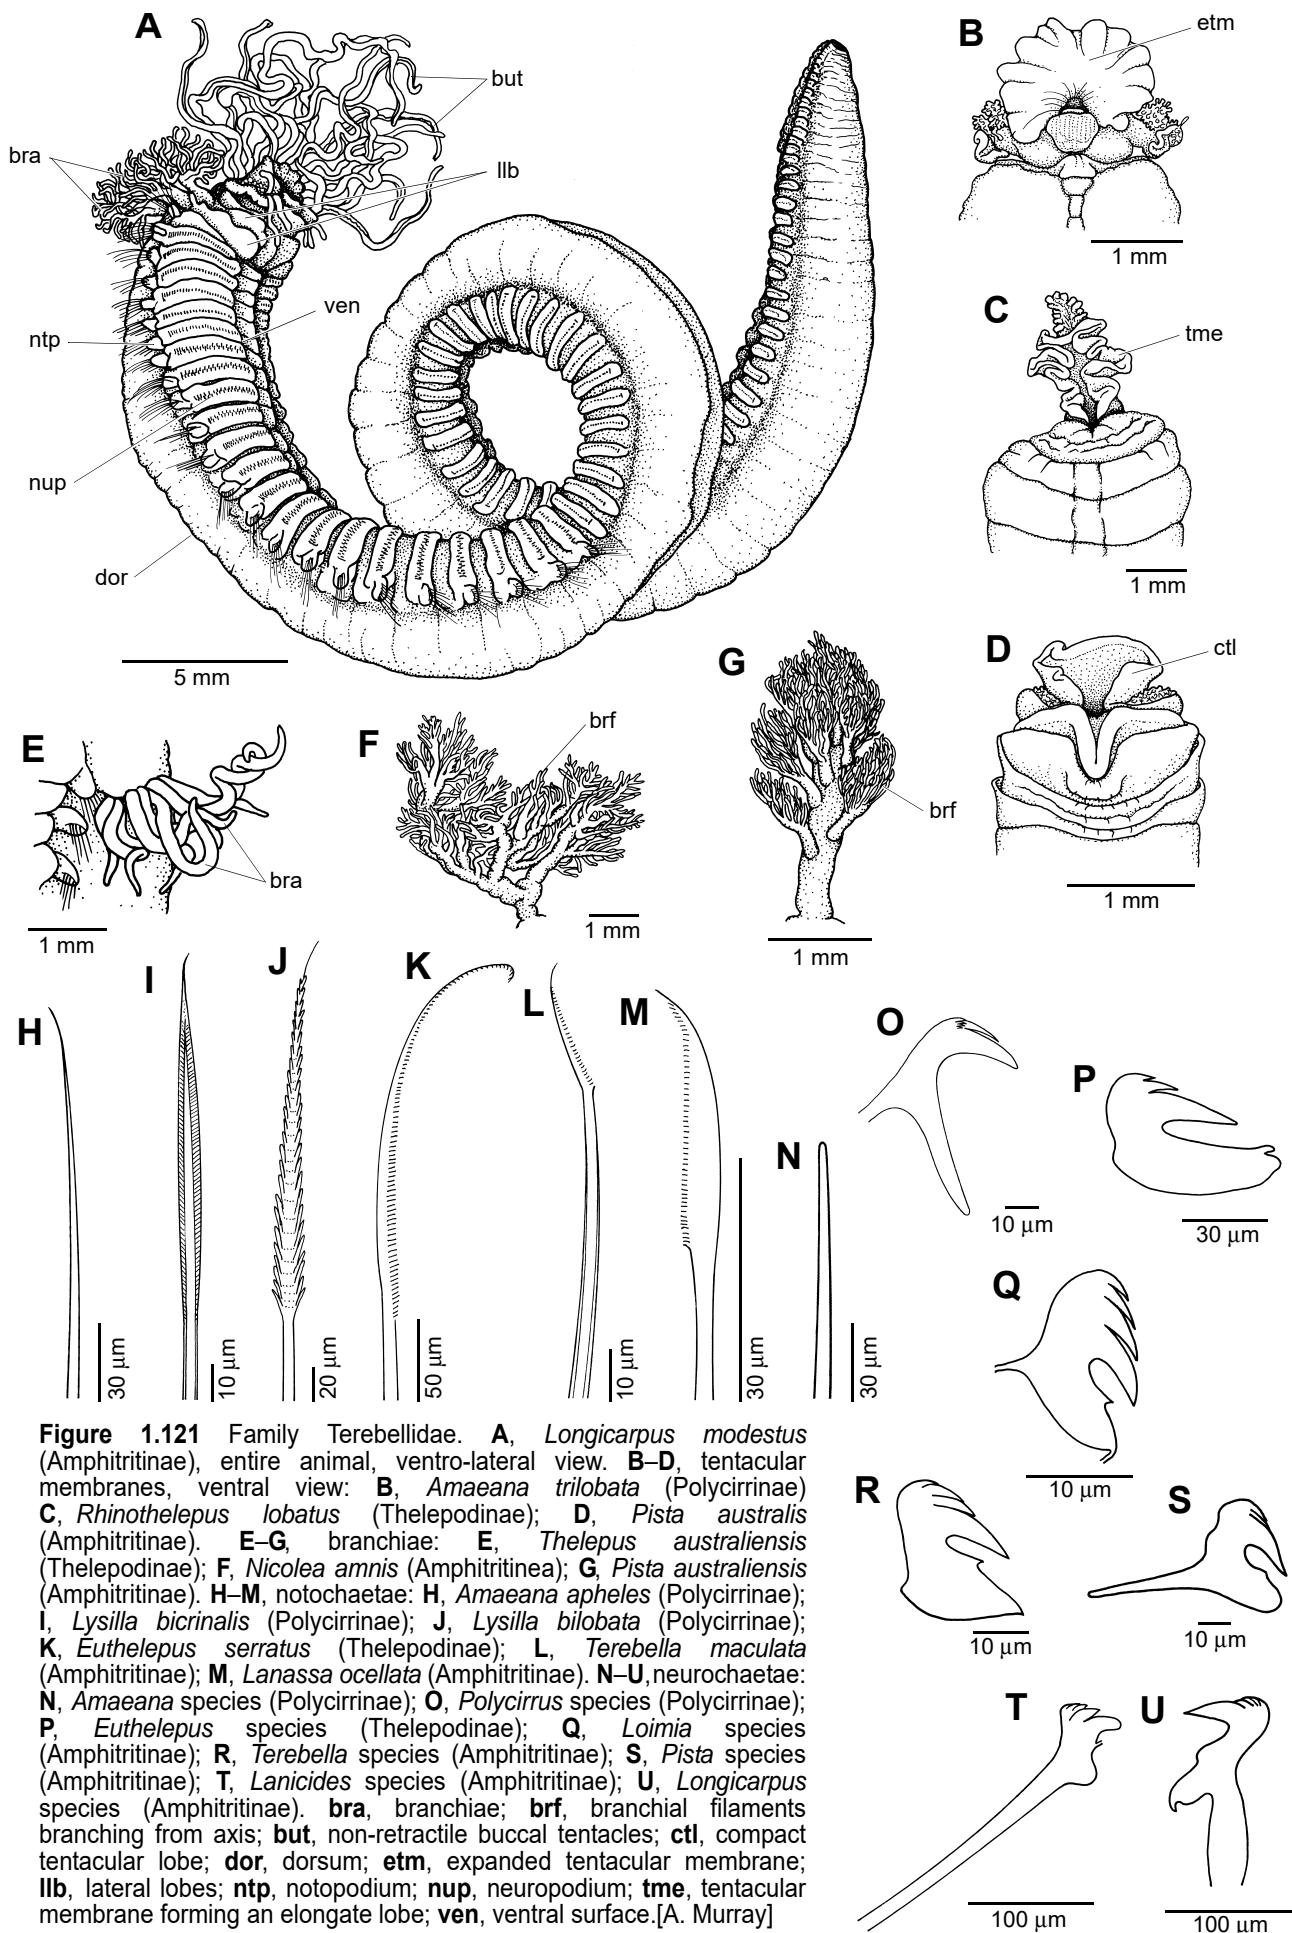 A
but
bra
llb
ven
ntp
nup
dor
5 mm
B
etm
1 mm
C
tme
1 mm
D
ctl
1 mm
E
bra
1 mm
F
brf
1 mm
G
brf
1 mm
H
30 µm
I
10 µm
J
20 µm
K
50 µm
L
10 µm
M
30 µm
N
30 µm
O
10 µm
P
30 µm
Q
10 µm
R
10 µm
S
10 µm
T
100 µm
U
100 µm
Figure 1.121 Family Terebellidae. A, Longicarpus modestus
(Amphitritinae), entire animal, ventro-lateral view. B–D, tentacular
membranes, ventral view: B, Amaeana trilobata (Polycirrinae)
C, Rhinothelepus lobatus (Thelepodinae); D, Pista australis
(Amphitritinae). E–G, branchiae: E, Thelepus australiensis
(Thelepodinae); F, Nicolea amnis (Amphitritinea); G, Pista australiensis
(Amphitritinae). H–M, notochaetae: H, Amaeana apheles (Polycirrinae);
I, Lysilla bicrinalis (Polycirrinae); J, Lysilla bilobata (Polycirrinae);
K, Euthelepus serratus (Thelepodinae); L, Terebella maculata
(Amphitritinae); M, Lanassa ocellata (Amphitritinae). N–U, neurochaetae:
N, Amaeana species (Polycirrinae); O, Polycirrus species (Polycirrinae);
P, Euthelepus species (Thelepodinae); Q, Loimia species
(Amphitritinae); R, Terebella species (Amphitritinae); S, Pista species
(Amphitritinae); T, Lanicides species (Amphitritinae); U, Longicarpus
species (Amphitritinae). bra, branchiae; brf, branchial filaments
branching from axis; but, non-retractile buccal tentacles; ctl, compact
tentacular lobe; dor, dorsum; etm, expanded tentacular membrane;
llb, lateral lobes; ntp, notopodium; nup, neuropodium; tme, tentacular
membrane forming an elongate lobe; ven, ventral surface.[A. Murray]